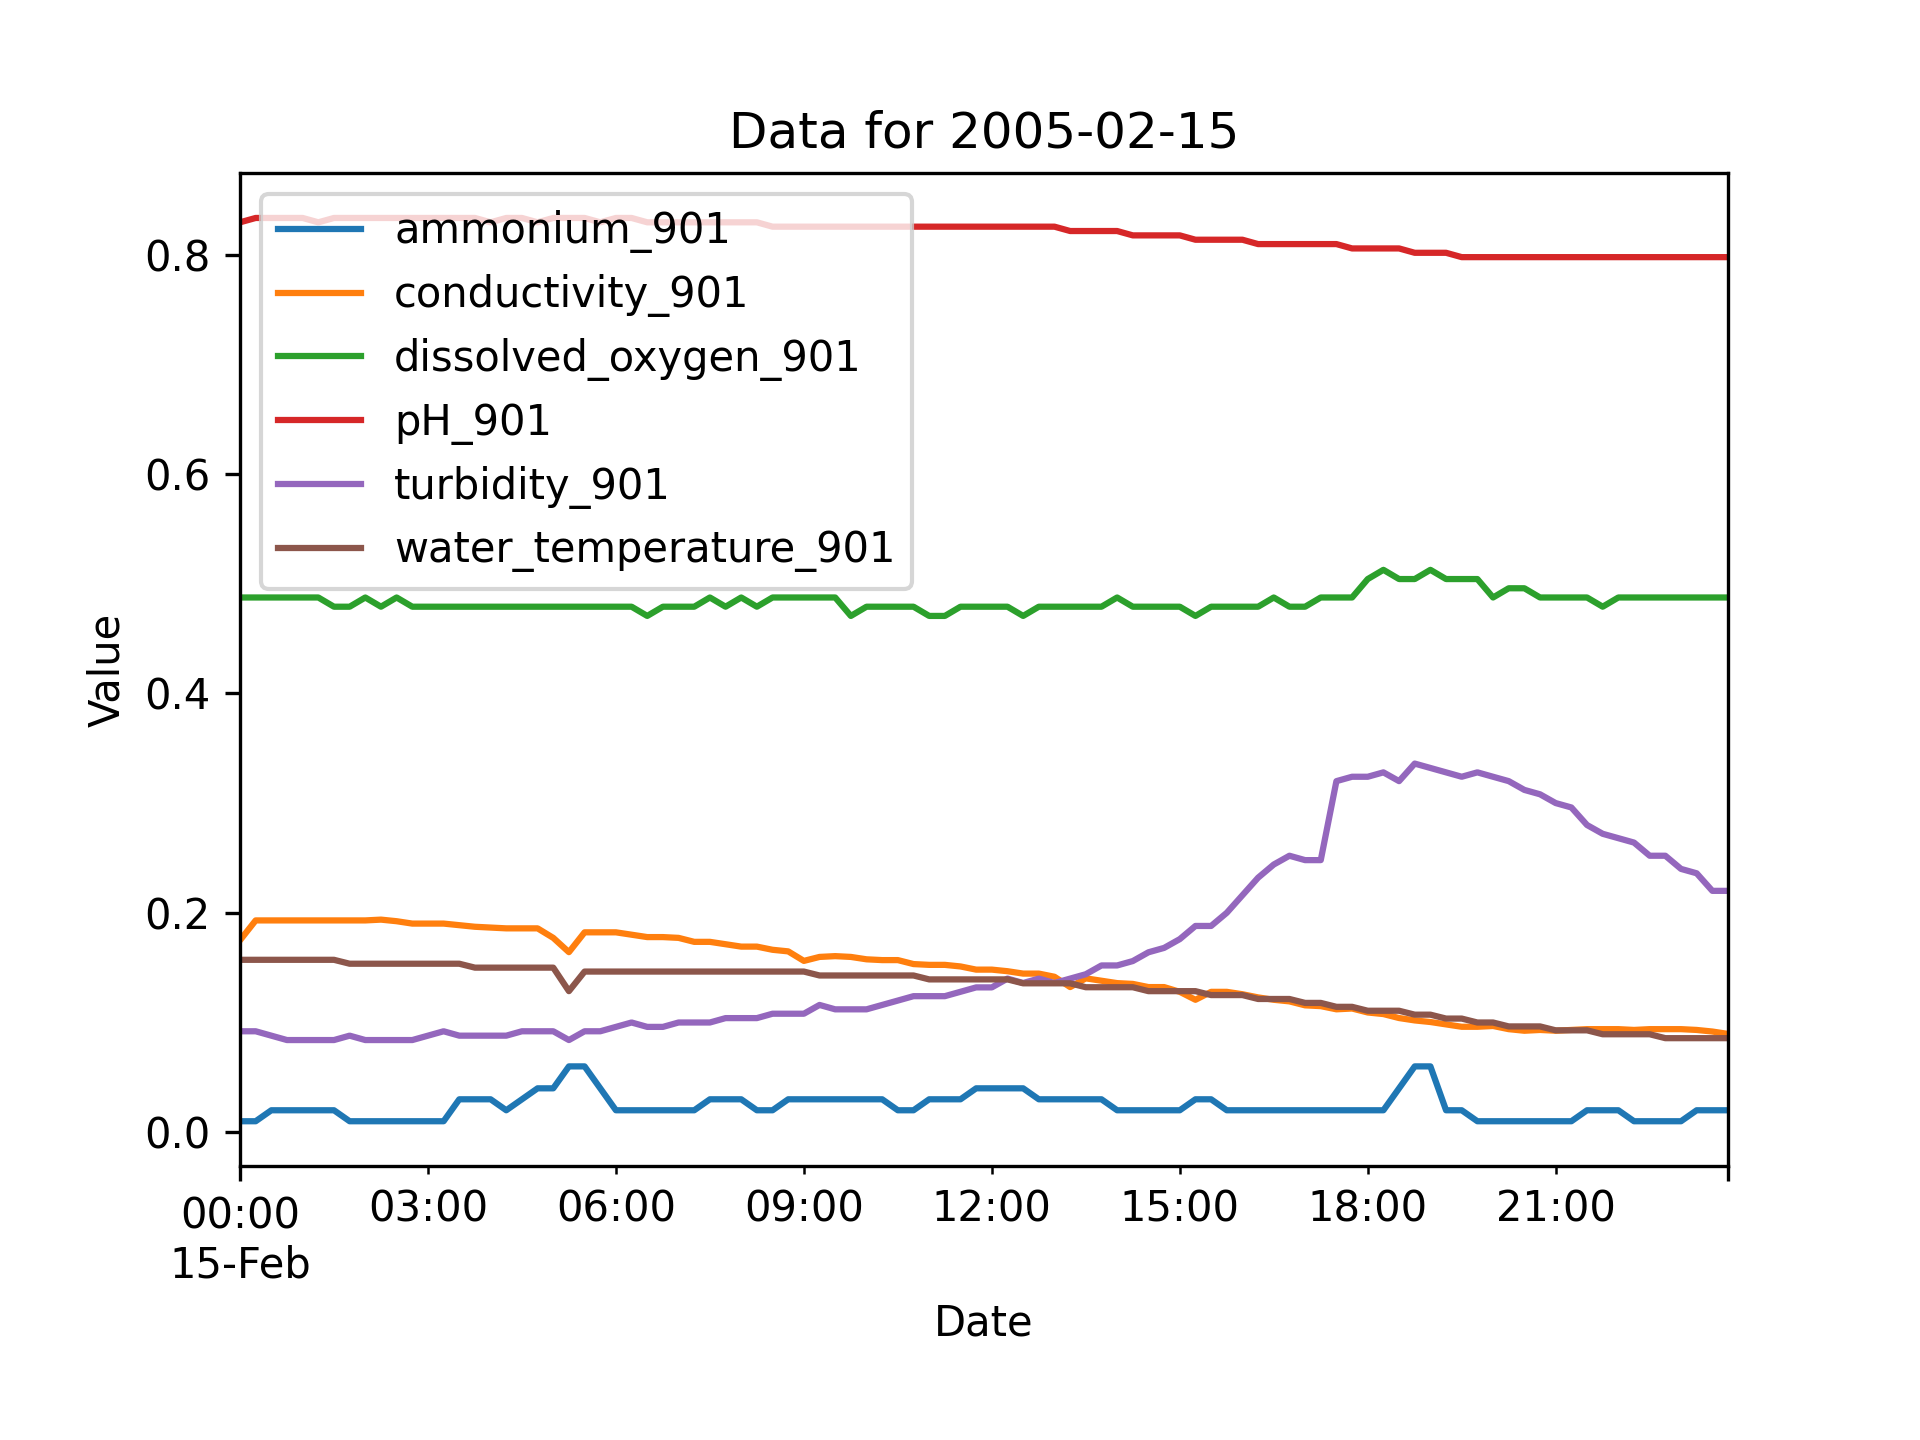 Data for 2005-02-15
ammonium_901
conductivity_901
dissolved_oxygen_901
pH_901
turbidity_901
water_temperature_901
Value
0.8
0.6
0.4
0.2
0.0
00:00 03:00 06:00 09:00 12:00 15:00 18:00 21:00
15-Feb
Date